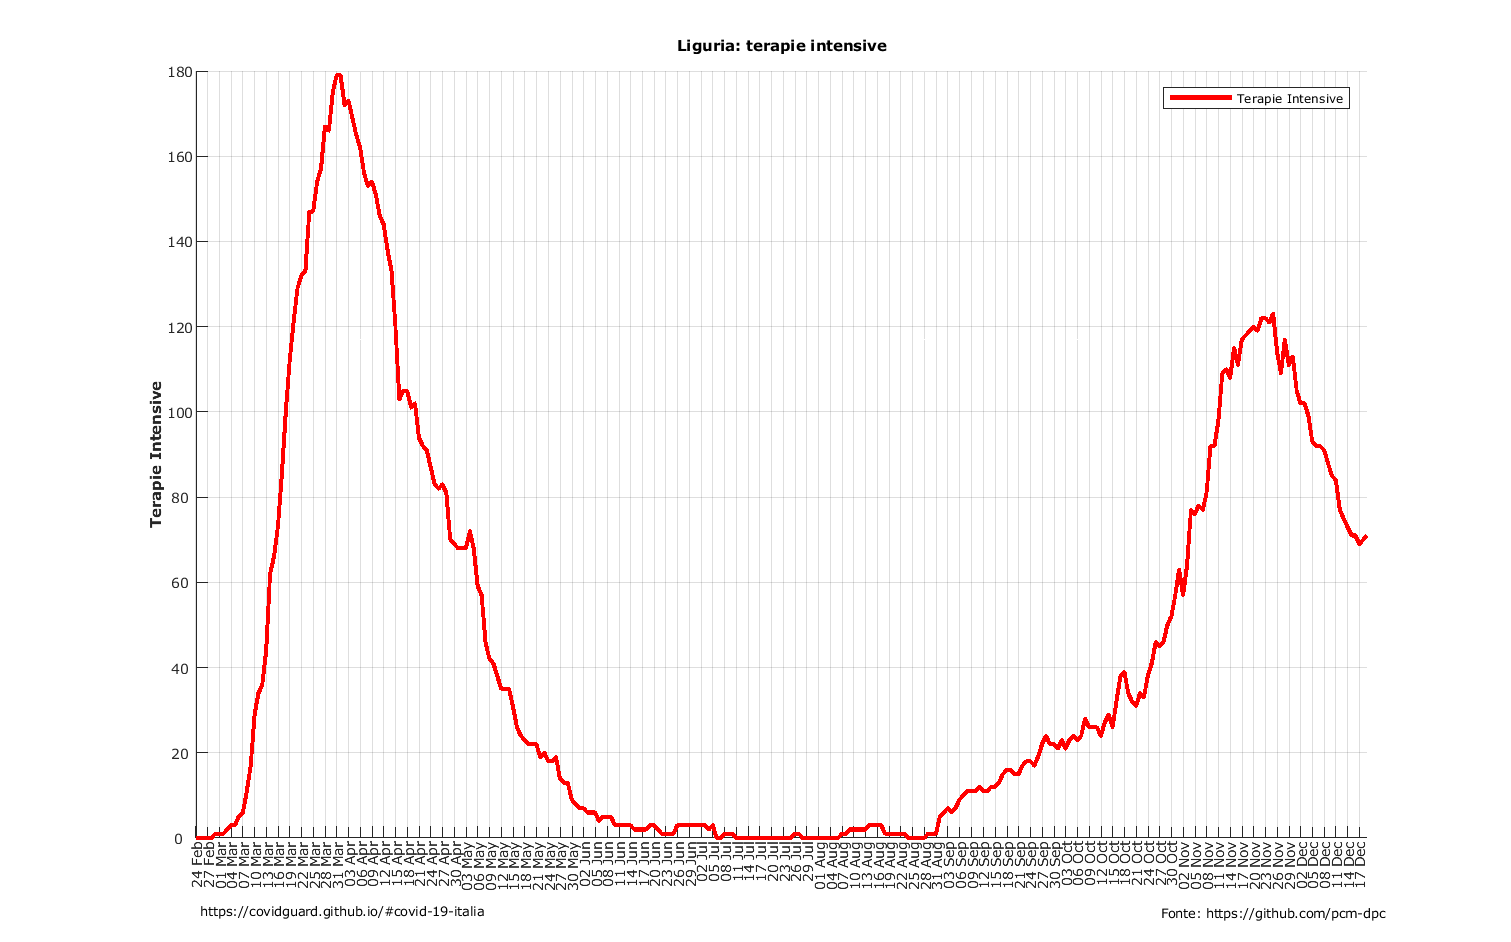 Liguria: terapie intensive
Terapie Intensive
Terapie Intensive
180
160
140
120
100
80
60
40
20
0
24 Feb
27 Feb
01 Mar
04 Mar
07 Mar
10 Mar
13 Mar
16 Mar
19 Mar
22 Mar
25 Mar
28 Mar
31 Mar
03 Apr
06 Apr
09 Apr
12 Apr
15 Apr
18 Apr
21 Apr
24 Apr
27 Apr
30 Apr
03 May
06 May
09 May
12 May
15 May
18 May
21 May
24 May
27 May
30 May
02 Jun
05 Jun
08 Jun
11 Jun
14 Jun
17 Jun
20 Jun
23 Jun
26 Jun
29 Jun
02 Jul
05 Jul
08 Jul
11 Jul
14 Jul
17 Jul
20 Jul
23 Jul
26 Jul
29 Jul
01 Aug
04 Aug
07 Aug
10 Aug
13 Aug
16 Aug
19 Aug
22 Aug
25 Aug
28 Aug
31 Aug
03 Sep
06 Sep
09 Sep
12 Sep
15 Sep
18 Sep
21 Sep
24 Sep
27 Sep
30 Sep
03 Oct
06 Oct
09 Oct
12 Oct
15 Oct
18 Oct
21 Oct
24 Oct
27 Oct
30 Oct
02 Nov
05 Nov
08 Nov
11 Nov
14 Nov
17 Nov
20 Nov
23 Nov
26 Nov
29 Nov
02 Dec
05 Dec
08 Dec
11 Dec
14 Dec
17 Dec
https://covidguard.github.io/#covid-19-italia
Fonte: https://github.com/pcm-dpc